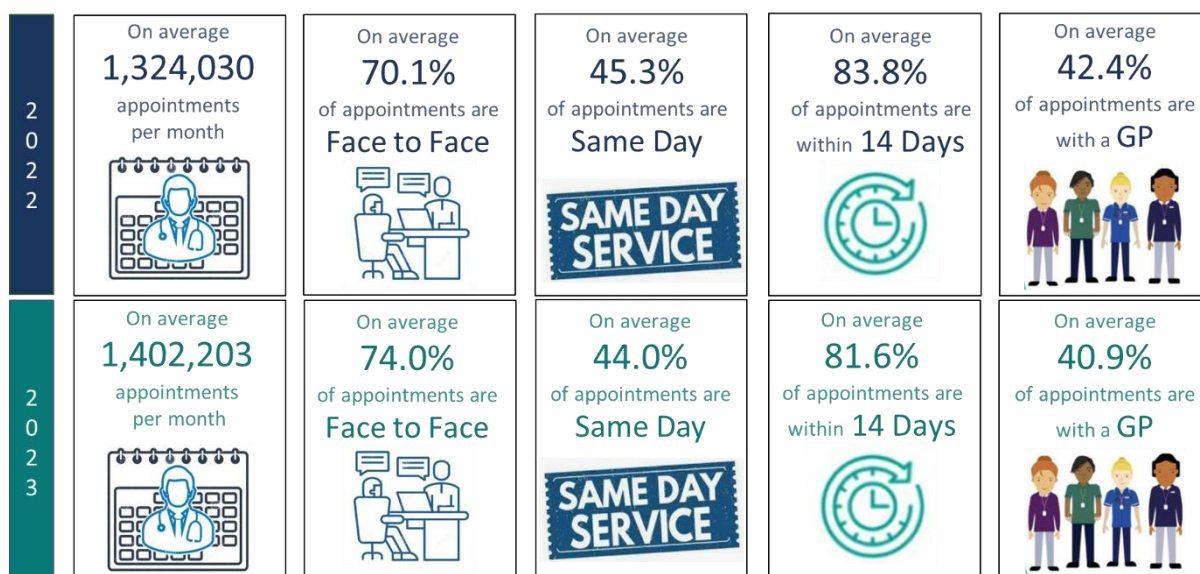 2
0
2
2
On average
1,324,030
appointments
per month
On average
70.1%
of appointments are
Face to Face
On average
45.3%
of appointments are
Same Day
SAME DAY
SERVICE
On average
83.8%
of appointments are
within 14 Days
On average
42.4%
of appointments are
with a GP
2
0
2
3
On average
1,402,203
appointments
per month
On average
74.0%
of appointments are
Face to Face
On average
44.0%
of appointments are
Same Day
SAME DAY
SERVICE
On average
81.6%
of appointments are
within 14 Days
On average
40.9%
of appointments are
with a GP